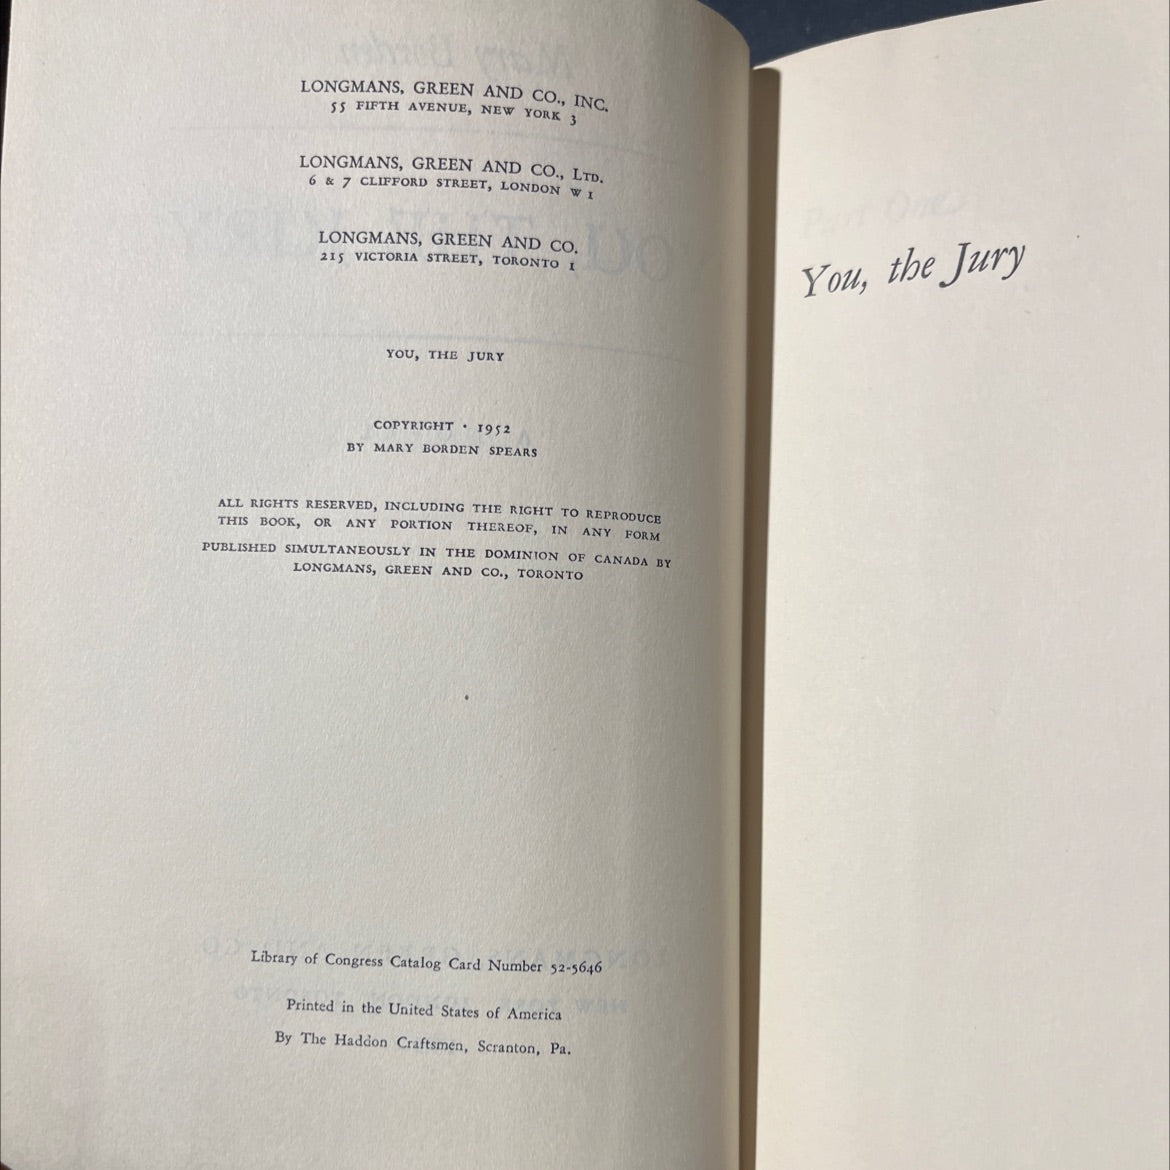 LONGMANS, GREEN AND CO., INC.
55 FIFTH AVENUE, NEW YORK 3
LONGMANS, GREEN AND CO., LTD.
6 & 7 CLIFFORD STREET, LONDON W 1
LONGMANS, GREEN AND CO.
215 VICTORIA STREET, TORONTO 1
YOU, THE JURY
COPYRIGHT · 1952
BY MARY BORDEN SPEARS
ALL RIGHTS RESERVED, INCLUDING THE RIGHT TO REPRODUCE
THIS BOOK, OR ANY PORTION THEREOF, IN ANY FORM
PUBLISHED SIMULTANEOUSLY IN THE DOMINION OF CANADA BY
LONGMANS, GREEN AND CO., TORONTO
Library of Congress Catalog Card Number 52-5646
Printed in the United States of America
By The Haddon Craftsmen, Scranton, Pa.
You, the Jury